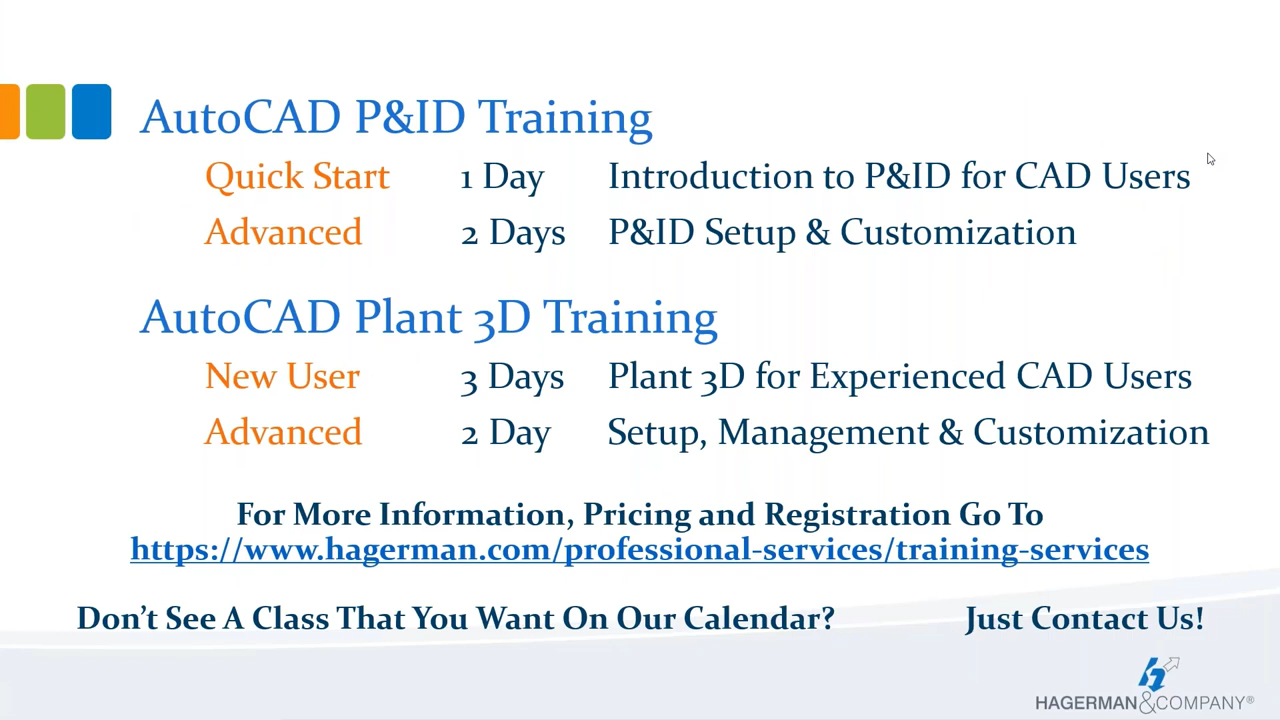 AutoCAD P&ID Training
Quick Start 1 Day Introduction to P&ID for CAD Users
Advanced 2 Days P&ID Setup & Customization
AutoCAD Plant 3D Training
New User 3 Days Plant 3D for Experienced CAD Users
Advanced 2 Day Setup, Management & Customization
For More Information, Pricing and Registration Go To
https://www.hagerman.com/professional-services/training-services
Don't See A Class That You Want On Our Calendar? Just Contact Us!
HAGERMAN&COMPANY®